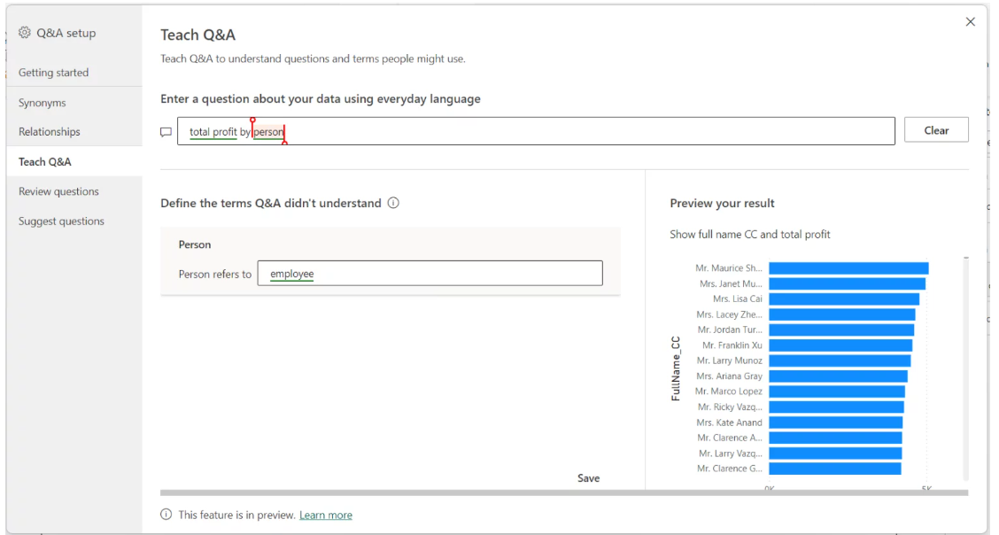 Q&A setup
Getting started
Synonyms
Relationships
Teach Q&A
Review questions
Suggest questions
Teach Q&A
Teach Q&A to understand questions and terms people might use.
Enter a question about your data using everyday language
total profit by person
Clear
Define the terms Q&A didn't understand
Person
Person refers to employee
Save
Preview your result
Show full name CC and total profit
FullName_CC
Mr. Maurice Sh...
Mrs. Janet Mu...
Mrs. Lisa Cai
Mrs. Lacey Zhe...
Mr. Jordan Tur...
Mr. Franklin Xu
Mr. Larry Munoz
Mrs. Ariana Gray
Mr. Marco Lopez
Mr. Ricky Vazq...
Mrs. Kate Anand
Mr. Clarence A...
Mr. Larry Vazq...
Mr. Clarence G...
0K 5K
This feature is in preview. Learn more